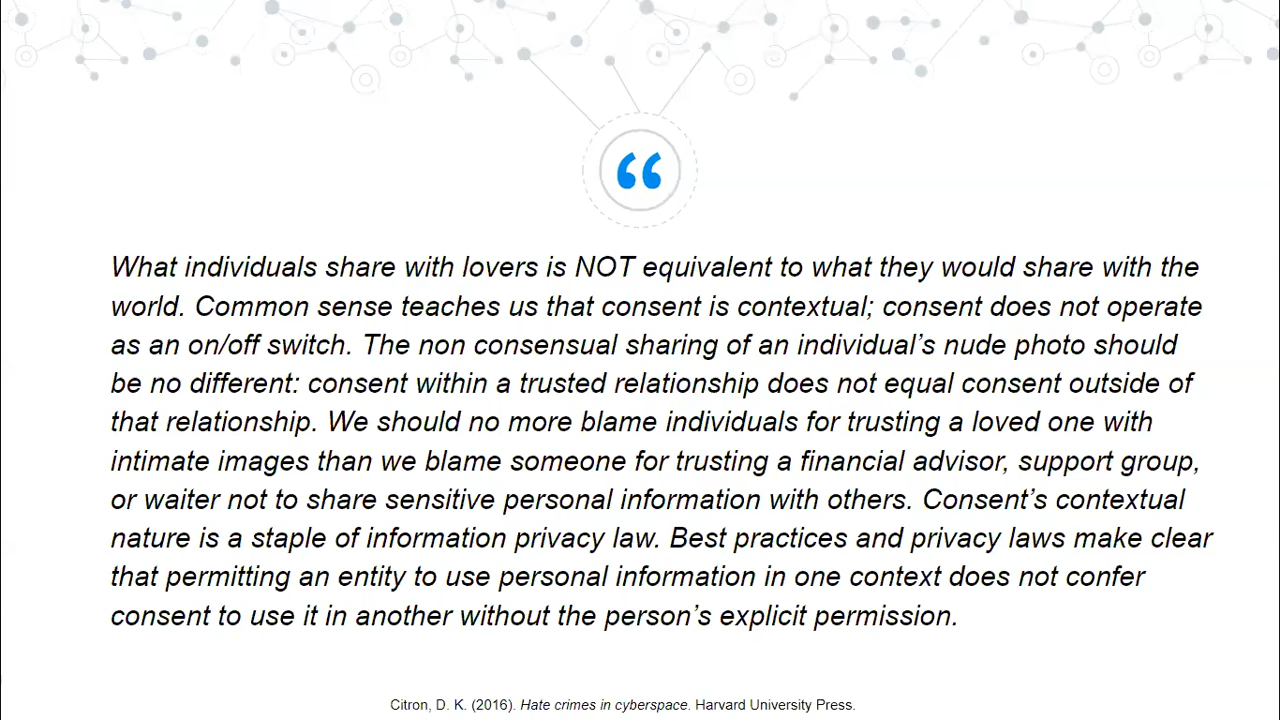 “
What individuals share with lovers is NOT equivalent to what they would share with the
world. Common sense teaches us that consent is contextual; consent does not operate
as an on/off switch. The non consensual sharing of an individual’s nude photo should
be no different: consent within a trusted relationship does not equal consent outside of
that relationship. We should no more blame individuals for trusting a loved one with
intimate images than we blame someone for trusting a financial advisor, support group,
or waiter not to share sensitive personal information with others. Consent’s contextual
nature is a staple of information privacy law. Best practices and privacy laws make clear
that permitting an entity to use personal information in one context does not confer
consent to use it in another without the person’s explicit permission.
Citron, D. K. (2016). Hate crimes in cyberspace. Harvard University Press.